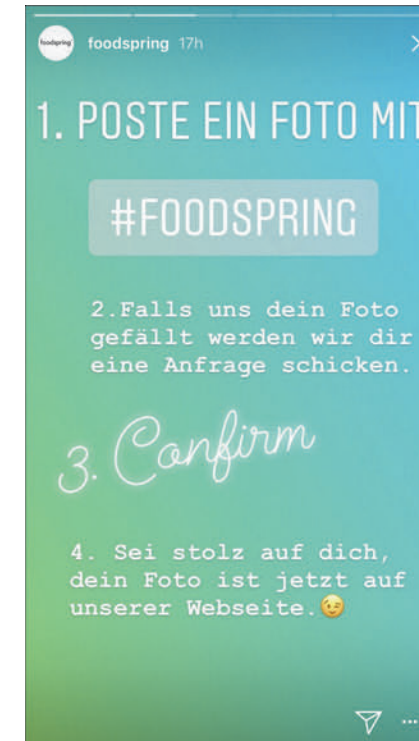 foodspring
foodspring 17h
1. POSTE EIN FOTO MIT
#FOODSPRING
2.Falls uns dein Foto
gefällt werden wir dir
eine Anfrage schicken.
3. Confirm
4. Sei stolz auf dich,
dein Foto ist jetzt auf
unserer Webseite.😉